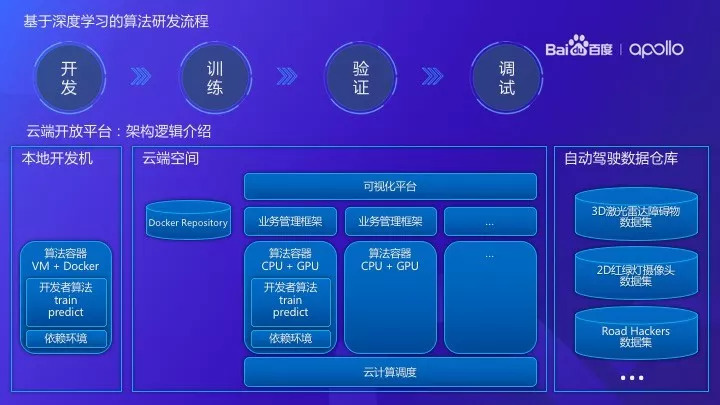 基于深度学习的算法研发流程
Bai du 百度 | apollo
开
发
训
练
验
证
调
试
云端开放平台：架构逻辑介绍
本地开发机
算法容器
VM + Docker
开发者算法
train
predict
依赖环境
云端空间
Docker Repository
可视化平台
业务管理框架
业务管理框架
...
算法容器
CPU + GPU
开发者算法
train
predict
依赖环境
算法容器
CPU + GPU
...
云计算调度
自动驾驶数据仓库
3D激光雷达障碍物
数据集
2D红绿灯摄像头
数据集
Road Hackers
数据集
...